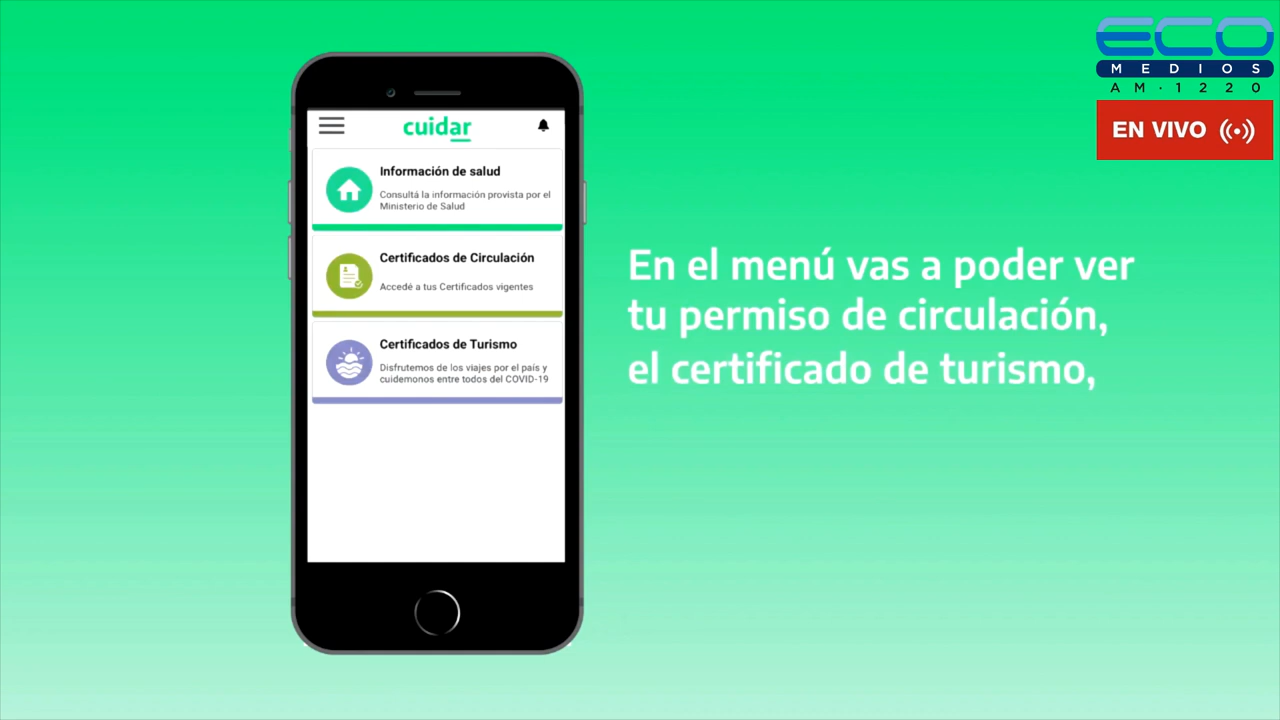 ECO
MEDIOS
AM·1220
EN VIVO
cuidar
Información de salud
Consultá la información provista por el
Ministerio de Salud
Certificados de Circulación
Accedé a tus Certificados vigentes
Certificados de Turismo
Disfrutemos de los viajes por el país y
cuidemonos entre todos del COVID-19
En el menú vas a poder ver
tu permiso de circulación,
el certificado de turismo,